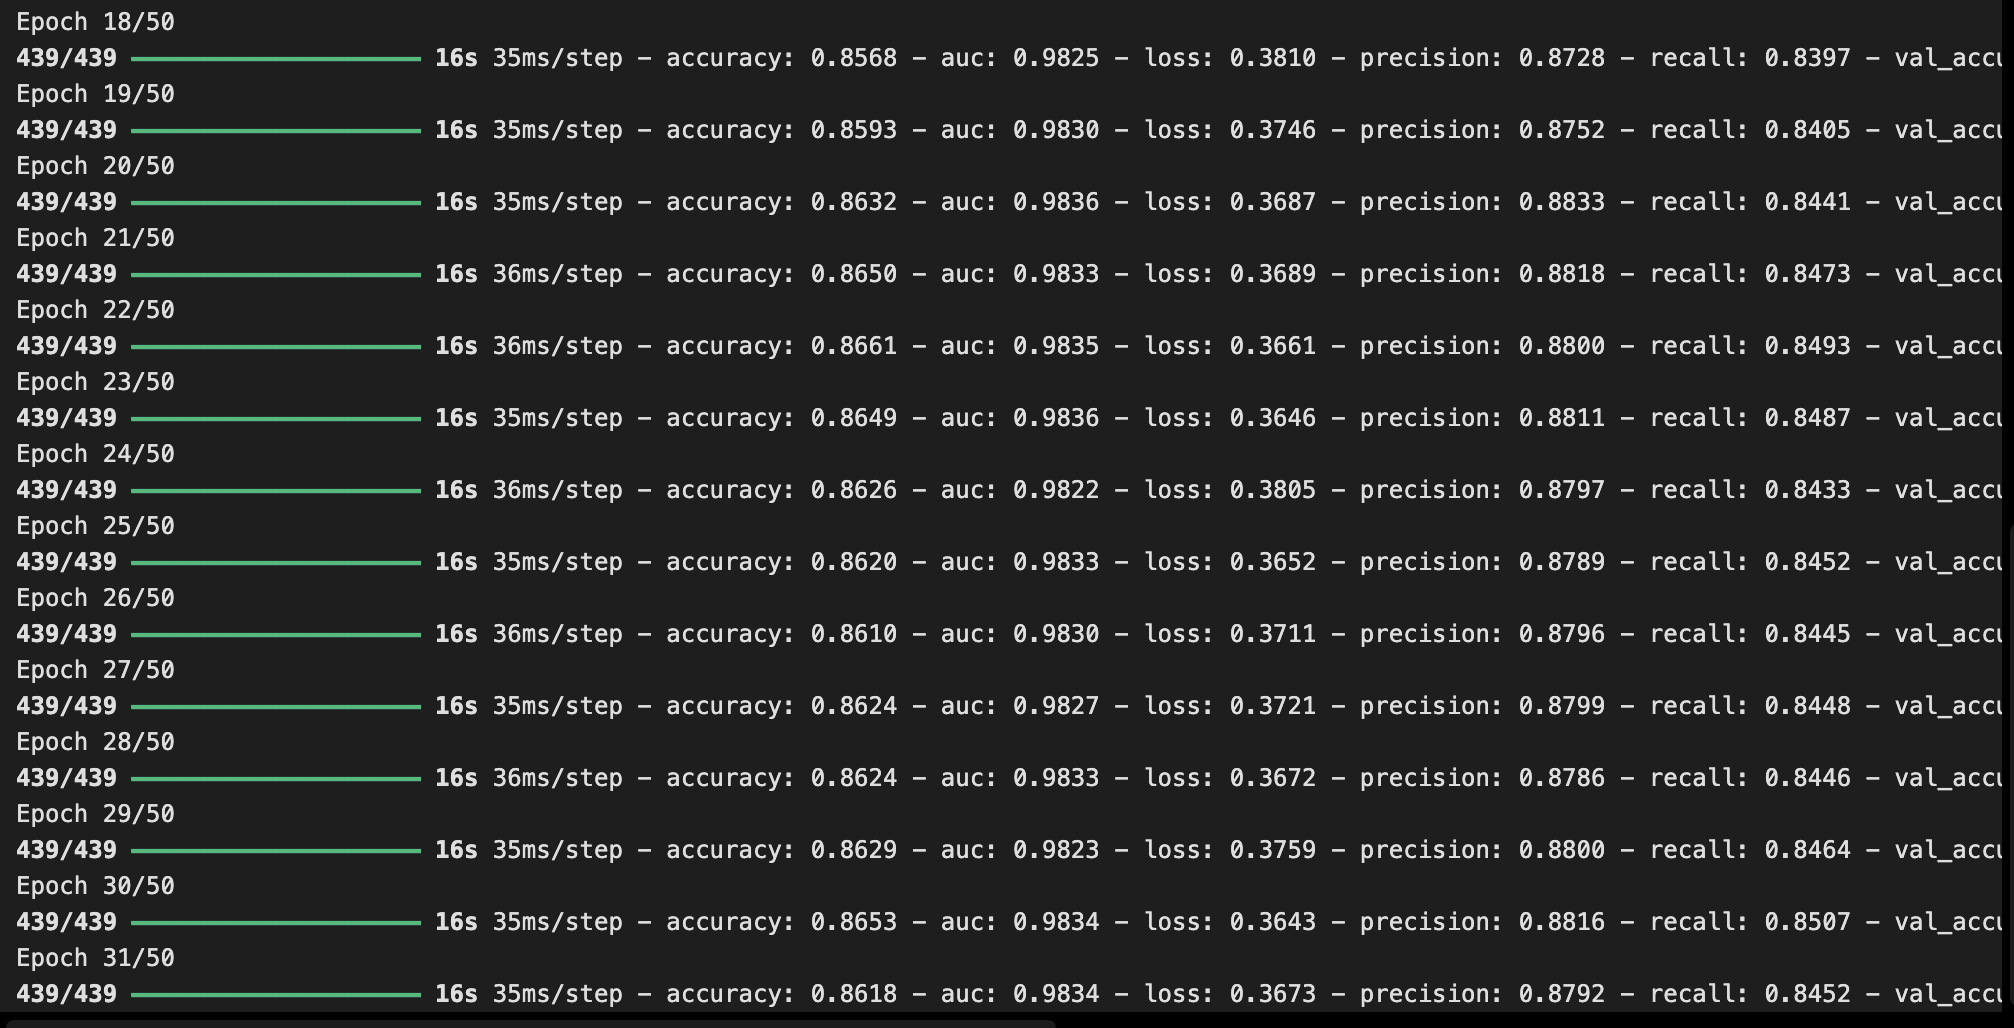 Epoch 18/50
439/439 ━━━━━━━━━━━━━━━━━━━━ 16s 35ms/step - accuracy: 0.8568 - auc: 0.9825 - loss: 0.3810 - precision: 0.8728 - recall: 0.8397 - val_accu
Epoch 19/50
439/439 ━━━━━━━━━━━━━━━━━━━━ 16s 35ms/step - accuracy: 0.8593 - auc: 0.9830 - loss: 0.3746 - precision: 0.8752 - recall: 0.8405 - val_accu
Epoch 20/50
439/439 ━━━━━━━━━━━━━━━━━━━━ 16s 35ms/step - accuracy: 0.8632 - auc: 0.9836 - loss: 0.3687 - precision: 0.8833 - recall: 0.8441 - val_accu
Epoch 21/50
439/439 ━━━━━━━━━━━━━━━━━━━━ 16s 36ms/step - accuracy: 0.8650 - auc: 0.9833 - loss: 0.3689 - precision: 0.8818 - recall: 0.8473 - val_accu
Epoch 22/50
439/439 ━━━━━━━━━━━━━━━━━━━━ 16s 36ms/step - accuracy: 0.8661 - auc: 0.9835 - loss: 0.3661 - precision: 0.8800 - recall: 0.8493 - val_accu
Epoch 23/50
439/439 ━━━━━━━━━━━━━━━━━━━━ 16s 35ms/step - accuracy: 0.8649 - auc: 0.9836 - loss: 0.3646 - precision: 0.8811 - recall: 0.8487 - val_accu
Epoch 24/50
439/439 ━━━━━━━━━━━━━━━━━━━━ 16s 36ms/step - accuracy: 0.8626 - auc: 0.9822 - loss: 0.3805 - precision: 0.8797 - recall: 0.8433 - val_accu
Epoch 25/50
439/439 ━━━━━━━━━━━━━━━━━━━━ 16s 35ms/step - accuracy: 0.8620 - auc: 0.9833 - loss: 0.3652 - precision: 0.8789 - recall: 0.8452 - val_accu
Epoch 26/50
439/439 ━━━━━━━━━━━━━━━━━━━━ 16s 36ms/step - accuracy: 0.8610 - auc: 0.9830 - loss: 0.3711 - precision: 0.8796 - recall: 0.8445 - val_accu
Epoch 27/50
439/439 ━━━━━━━━━━━━━━━━━━━━ 16s 35ms/step - accuracy: 0.8624 - auc: 0.9827 - loss: 0.3721 - precision: 0.8799 - recall: 0.8448 - val_accu
Epoch 28/50
439/439 ━━━━━━━━━━━━━━━━━━━━ 16s 36ms/step - accuracy: 0.8624 - auc: 0.9833 - loss: 0.3672 - precision: 0.8786 - recall: 0.8446 - val_accu
Epoch 29/50
439/439 ━━━━━━━━━━━━━━━━━━━━ 16s 35ms/step - accuracy: 0.8629 - auc: 0.9823 - loss: 0.3759 - precision: 0.8800 - recall: 0.8464 - val_accu
Epoch 30/50
439/439 ━━━━━━━━━━━━━━━━━━━━ 16s 35ms/step - accuracy: 0.8653 - auc: 0.9834 - loss: 0.3643 - precision: 0.8816 - recall: 0.8507 - val_accu
Epoch 31/50
439/439 ━━━━━━━━━━━━━━━━━━━━ 16s 35ms/step - accuracy: 0.8618 - auc: 0.9834 - loss: 0.3673 - precision: 0.8792 - recall: 0.8452 - val_accu